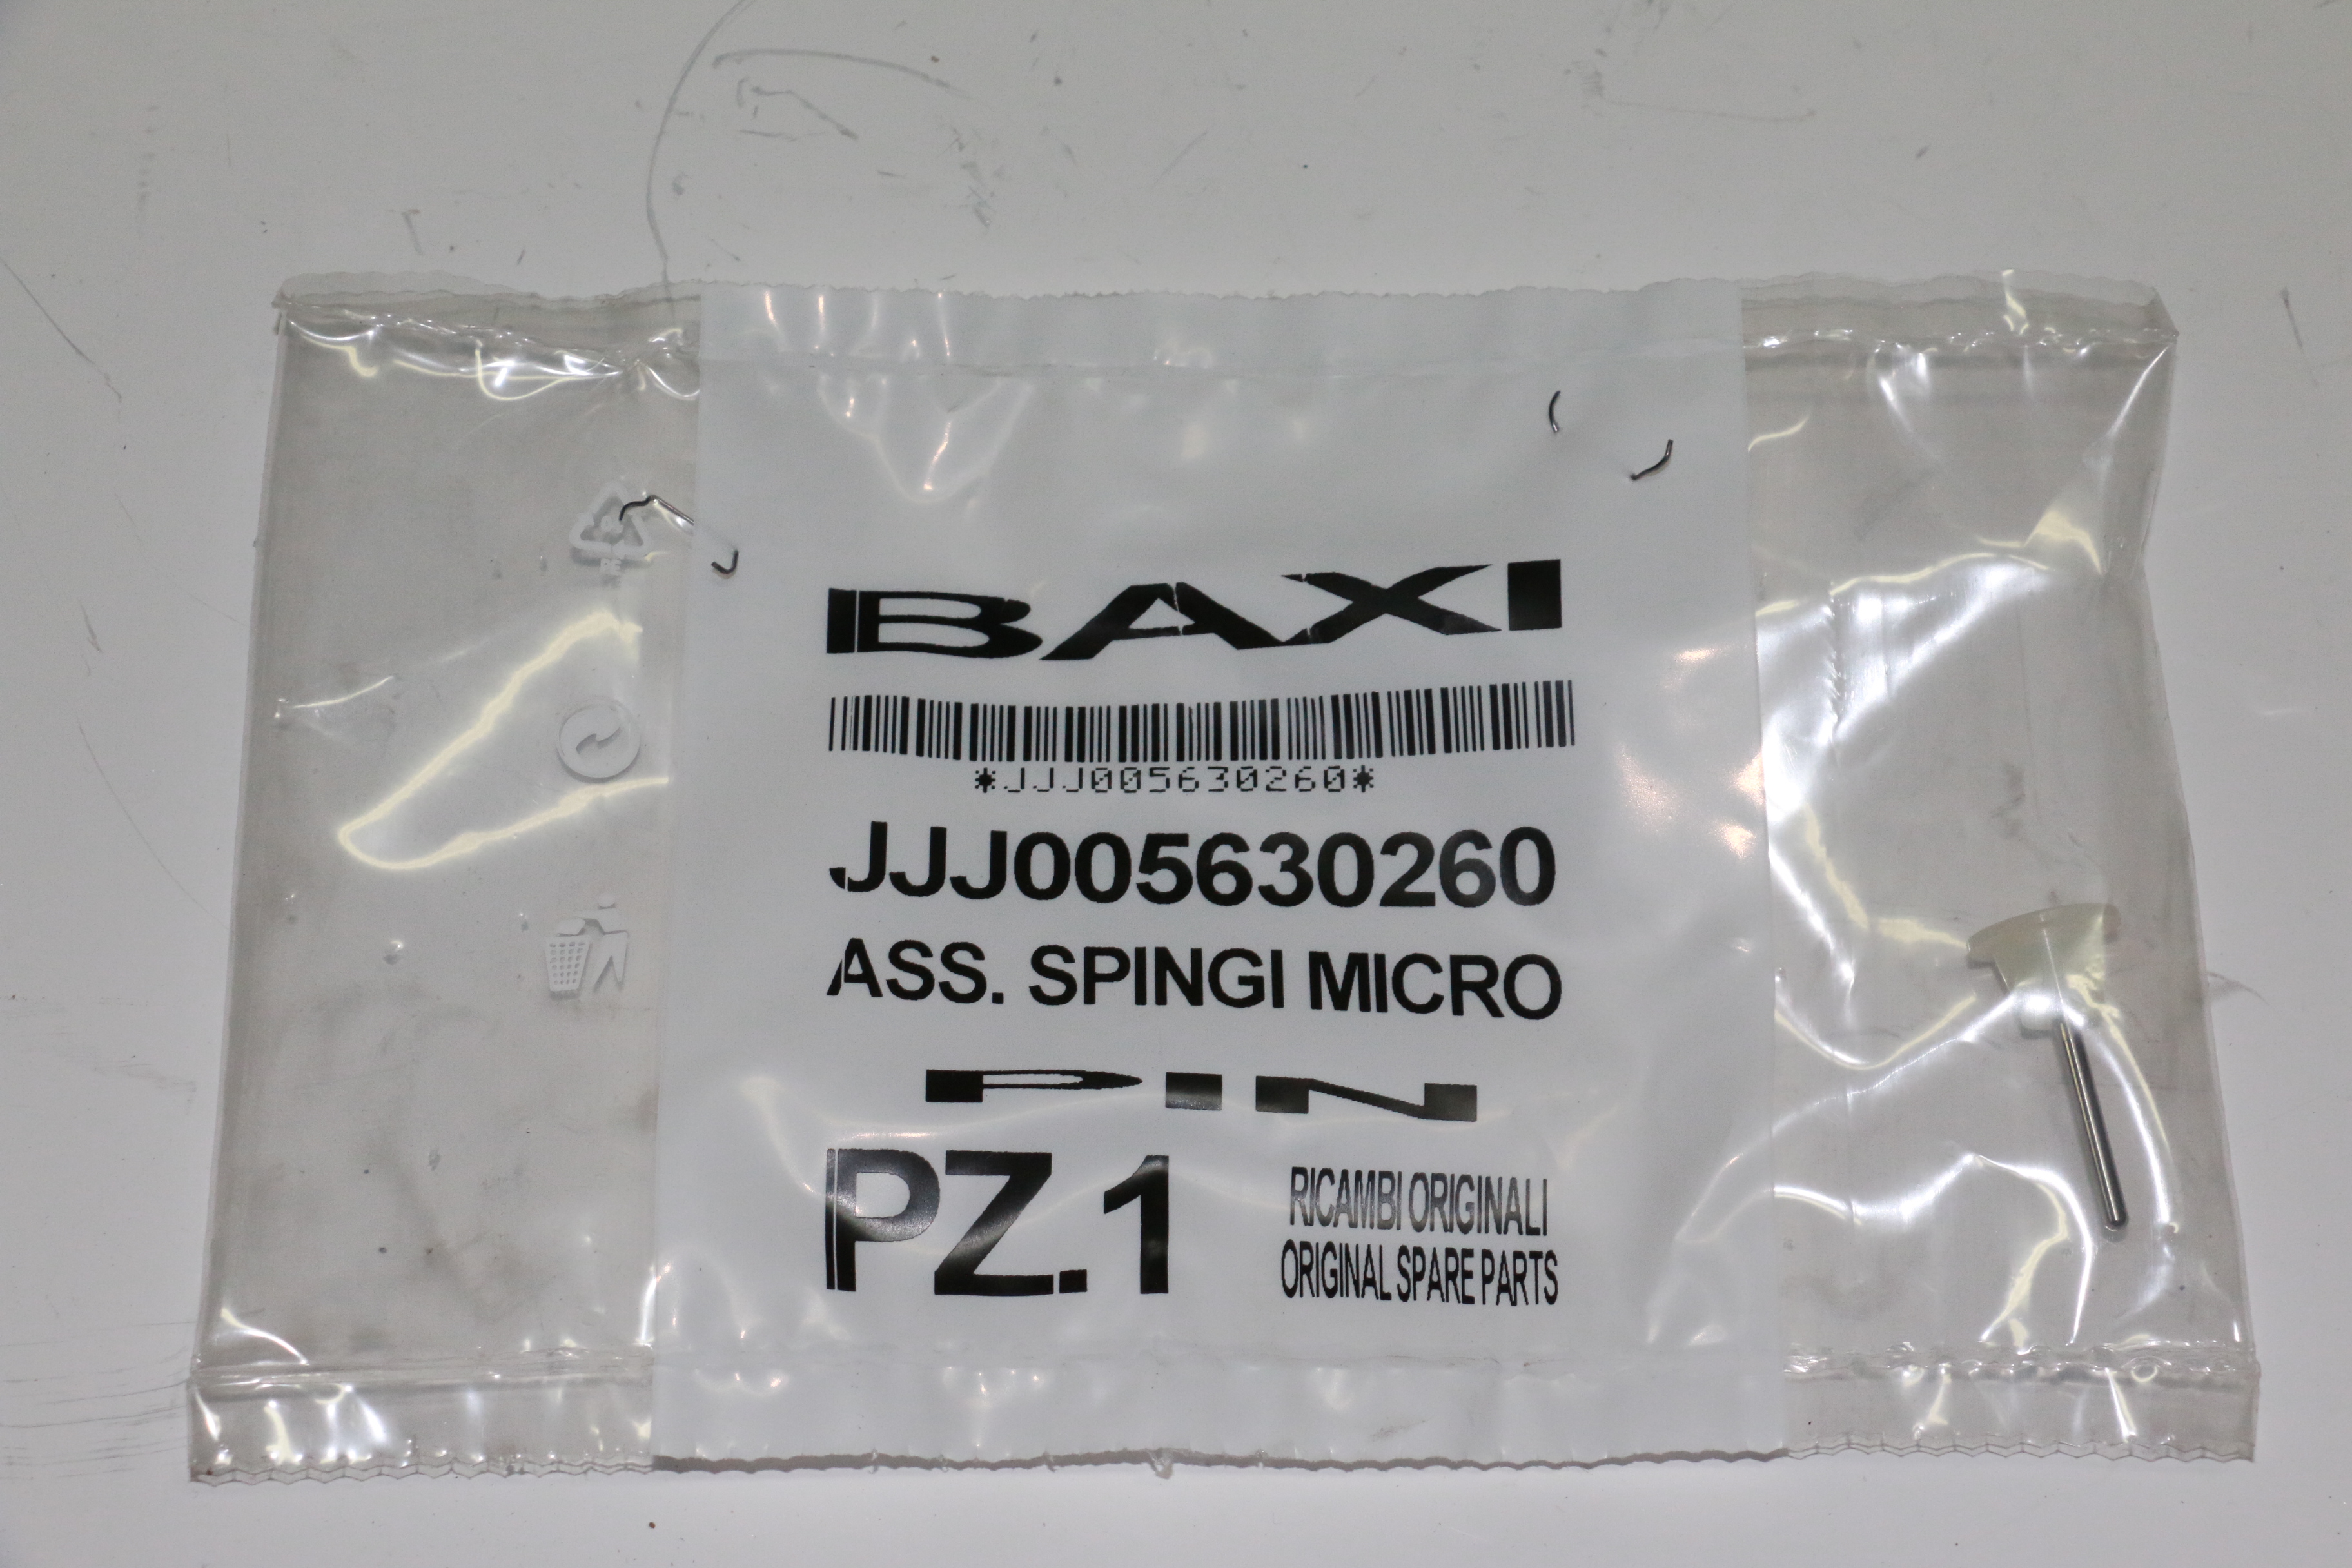 BAXI
*JJJ005630260*
JJJ005630260
ASS. SPINGI MICRO
PIN
PZ.1
RICAMBI ORIGINALI
ORIGINAL SPARE PARTS